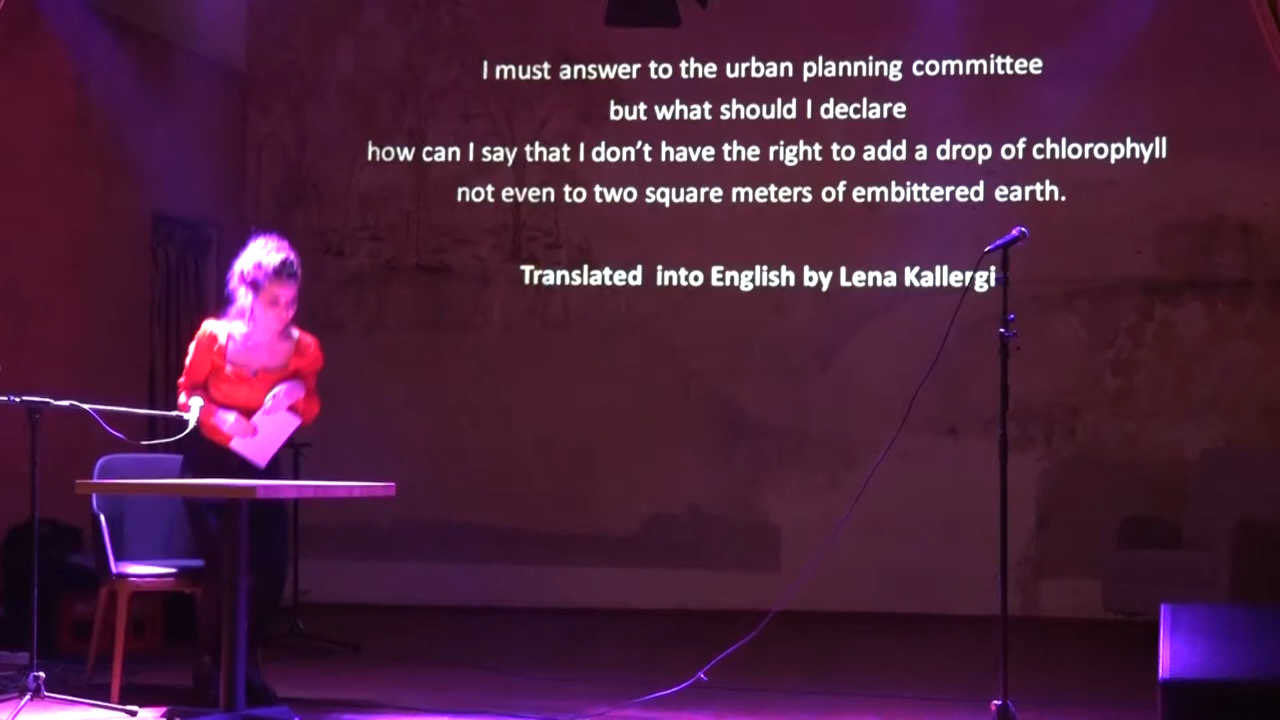 I must answer to the urban planning committee
but what should I declare
how can I say that I don't have the right to add a drop of chlorophyll
not even to two square meters of embittered earth.
Translated into English by Lena Kallergi